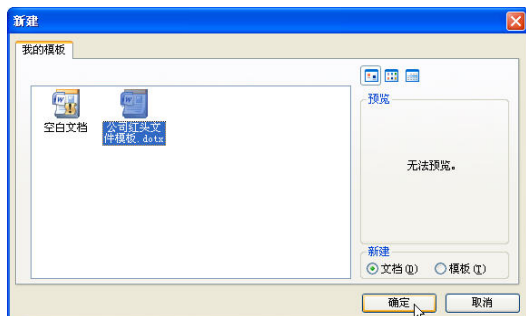 新建
我的模板
空白文档
公司红头文
件模板.dotx
预览
无法预览。
新建
文档(D)
模板(T)
确定
取消